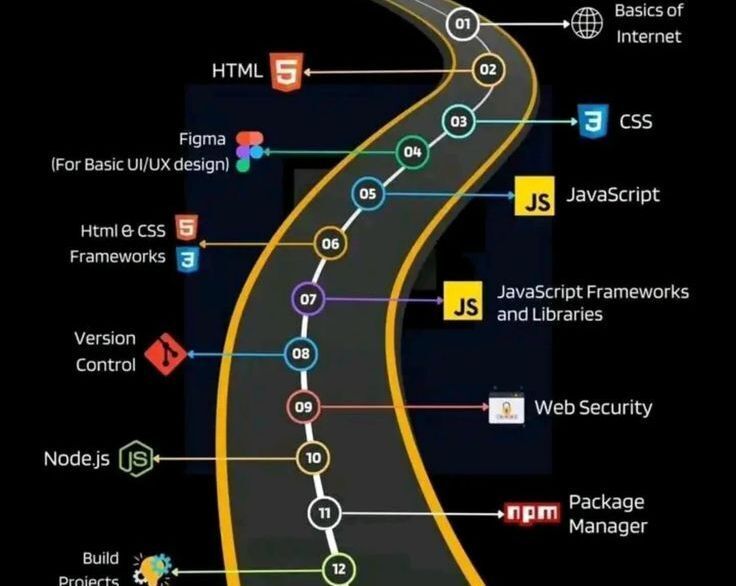 01
Basics of
Internet
HTML
5
02
03
3
CSS
Figma
(For Basic UI/UX design)
04
05
JS
JavaScript
Html & CSS
Frameworks
5
3
06
07
JS
JavaScript Frameworks
and Libraries
Version
Control
08
09
Web Security
Node.js
JS
10
11
npm
Package
Manager
Build
Projects
12